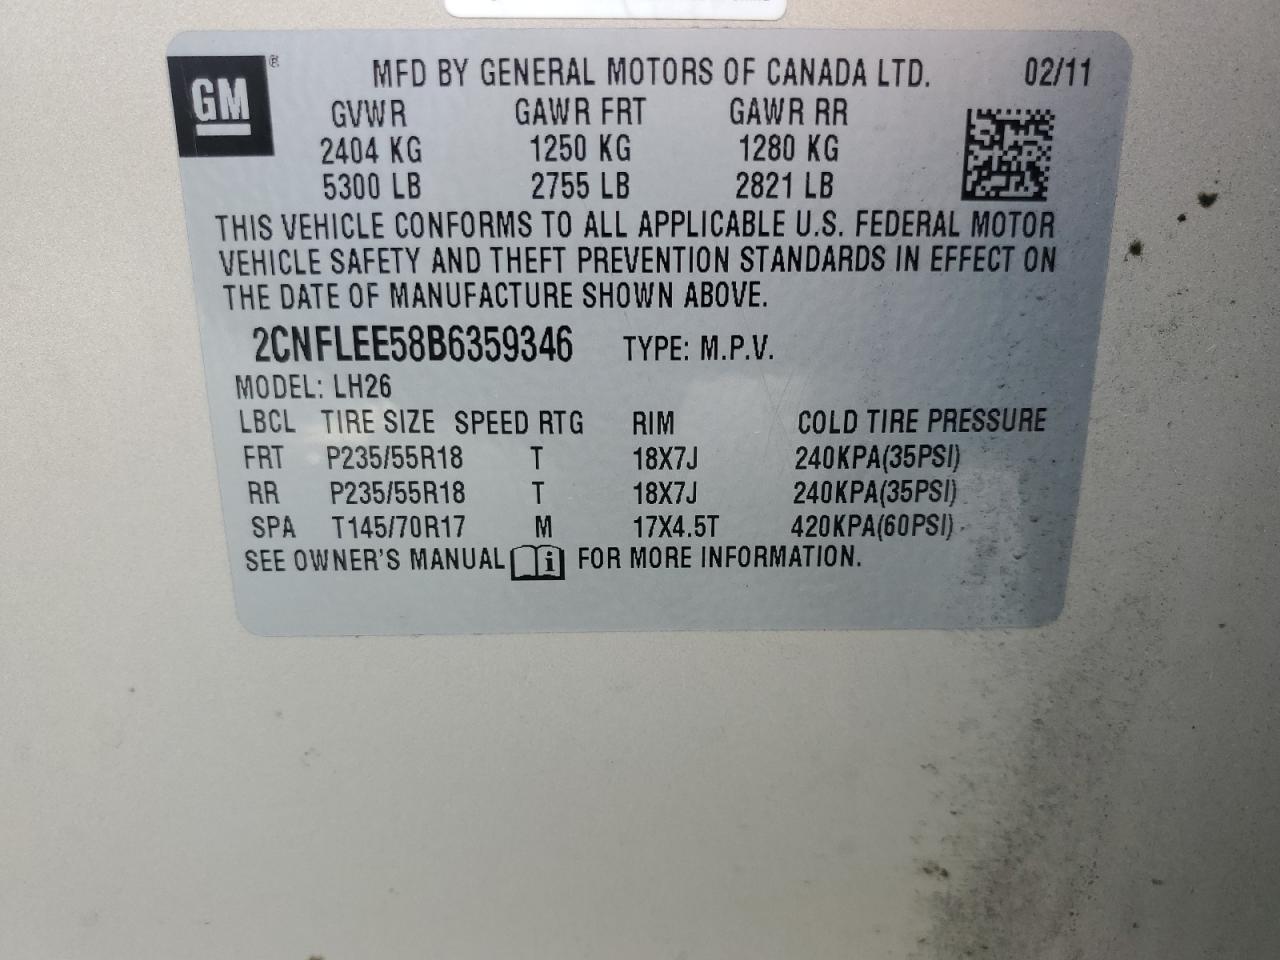 GM ®
MFD BY GENERAL MOTORS OF CANADA LTD. 02/11
GVWR GAWR FRT GAWR RR
2404 KG 1250 KG 1280 KG
5300 LB 2755 LB 2821 LB
THIS VEHICLE CONFORMS TO ALL APPLICABLE U.S. FEDERAL MOTOR
VEHICLE SAFETY AND THEFT PREVENTION STANDARDS IN EFFECT ON
THE DATE OF MANUFACTURE SHOWN ABOVE.
2CNFLEE58B6359346 TYPE: M.P.V.
MODEL: LH26
LBCL TIRE SIZE SPEED RTG RIM COLD TIRE PRESSURE
FRT P235/55R18 T 18X7J 240KPA(35PSI)
RR P235/55R18 T 18X7J 240KPA(35PSI)
SPA T145/70R17 M 17X4.5T 420KPA(60PSI)
SEE OWNER'S MANUAL i FOR MORE INFORMATION.